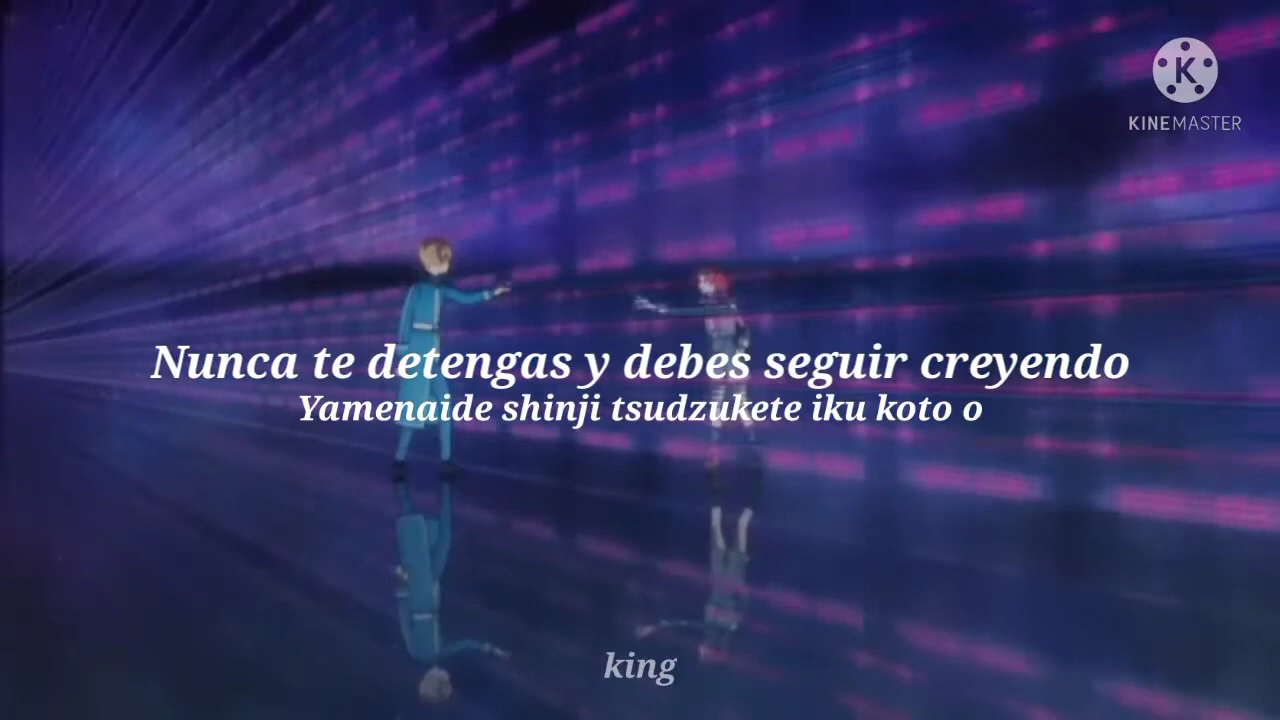 K
KINEMASTER
Nunca te detengas y debes seguir creyendo
Yamenaide shinji tsudzukete iku koto o
king